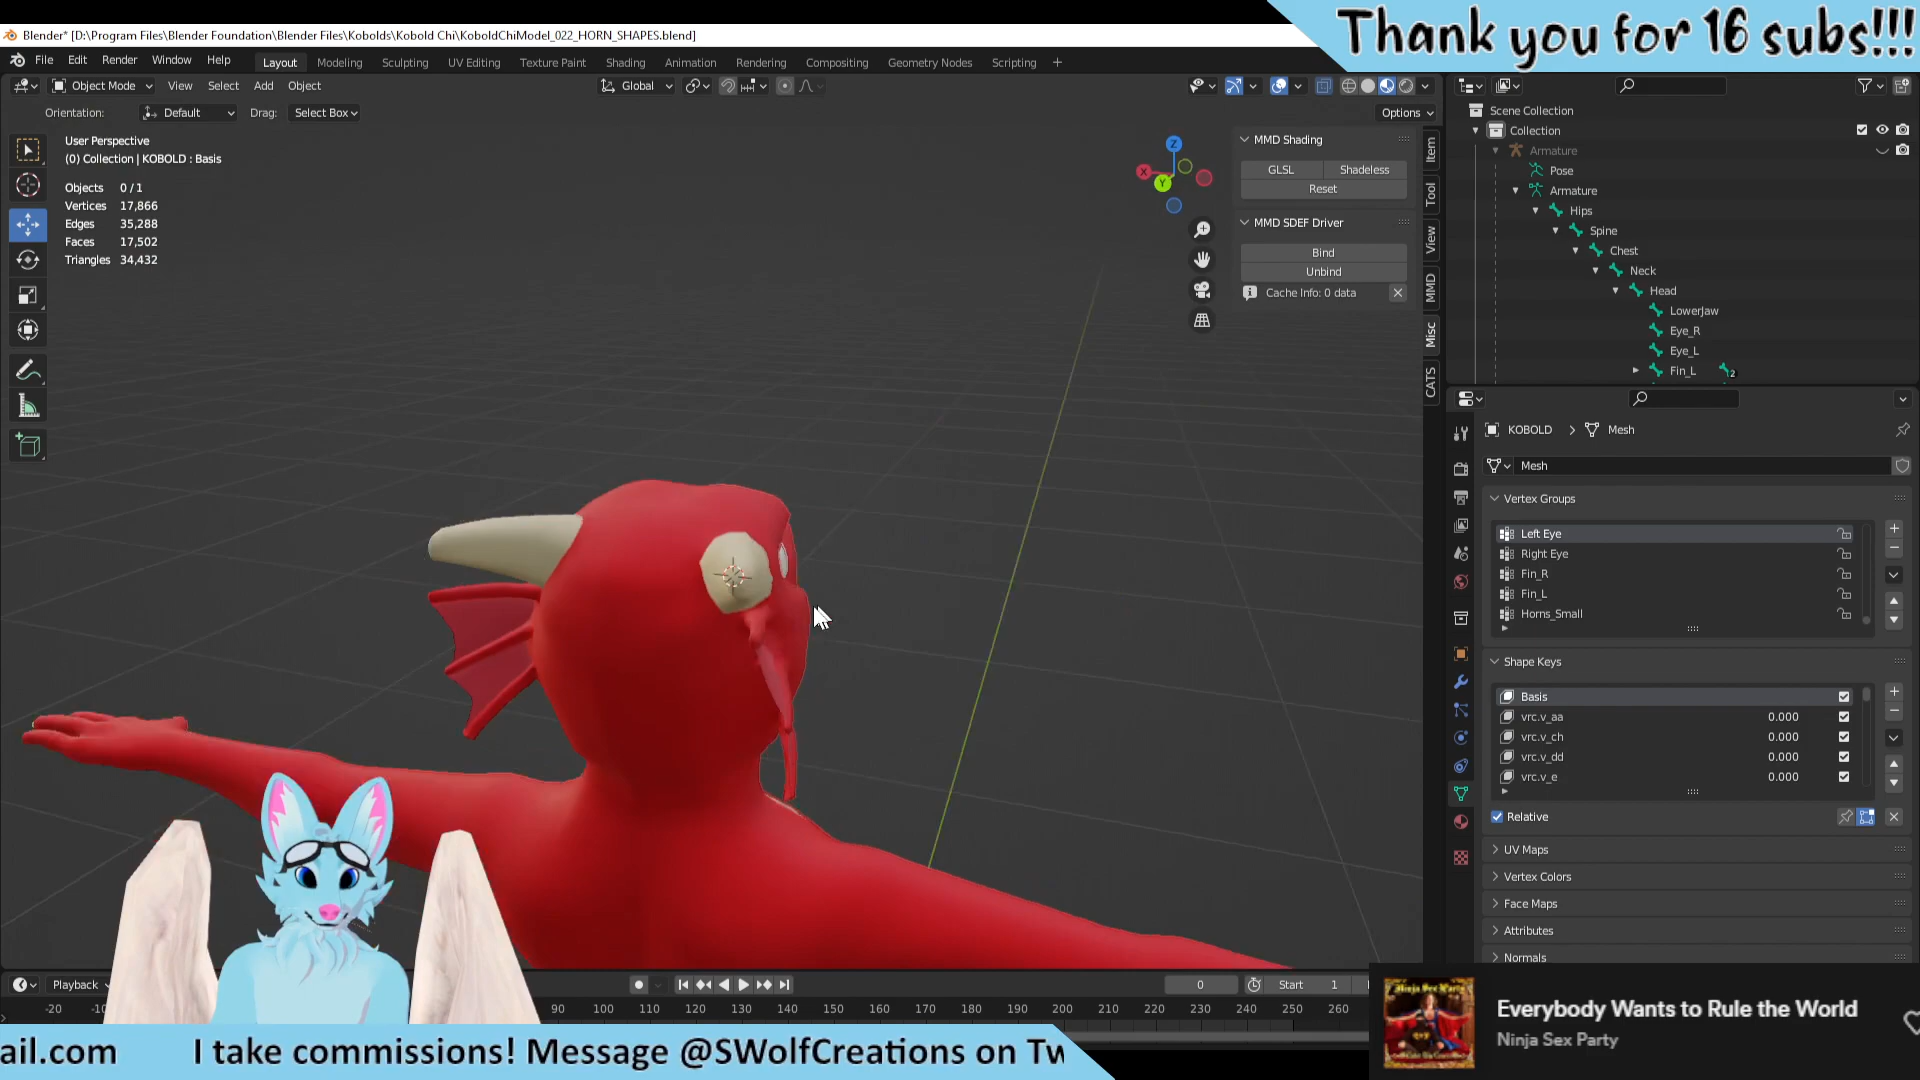 Blender* [D:\Program Files\Blender Foundation\Blender Files\Kobolds\Kobold Chi\KoboldChiModel_022_HORN_SHAPES.blend]
Thank you for 16 subs!!!
File Edit Render Window Help Layout Modeling Sculpting UV Editing Texture Paint Shading Animation Rendering Compositing Geometry Nodes Scripting +
Object Mode View Select Add Object Global
Orientation: Default Drag: Select Box Options
User Perspective
(0) Collection | KOBOLD : Basis
Objects 0 / 1
Vertices 17,866
Edges 35,288
Faces 17,502
Triangles 34,432
Z
X
Y
MMD Shading
GLSL Shadeless
Reset
MMD SDEF Driver
Bind
Unbind
Cache Info: 0 data
Item
Tool
View
MMD
Misc
CATS
Scene Collection
Collection
Armature
Pose
Armature
Hips
Spine
Chest
Neck
Head
LowerJaw
Eye_R
Eye_L
Fin_L 2
KOBOLD > Mesh
Mesh
Vertex Groups
Left Eye
Right Eye
Fin_R
Fin_L
Horns_Small
Shape Keys
Basis
vrc.v_aa 0.000
vrc.v_ch 0.000
vrc.v_dd 0.000
vrc.v_e 0.000
Relative
UV Maps
Vertex Colors
Face Maps
Attributes
Normals
Playback 0 Start 1
-20 90 100 110 120 130 140 150 160 170 180 190 200 210 220 230 240 250
Everybody Wants to Rule the World
Ninja Sex Party
ail.com I take commissions! Message @SWolfCreations on Tw